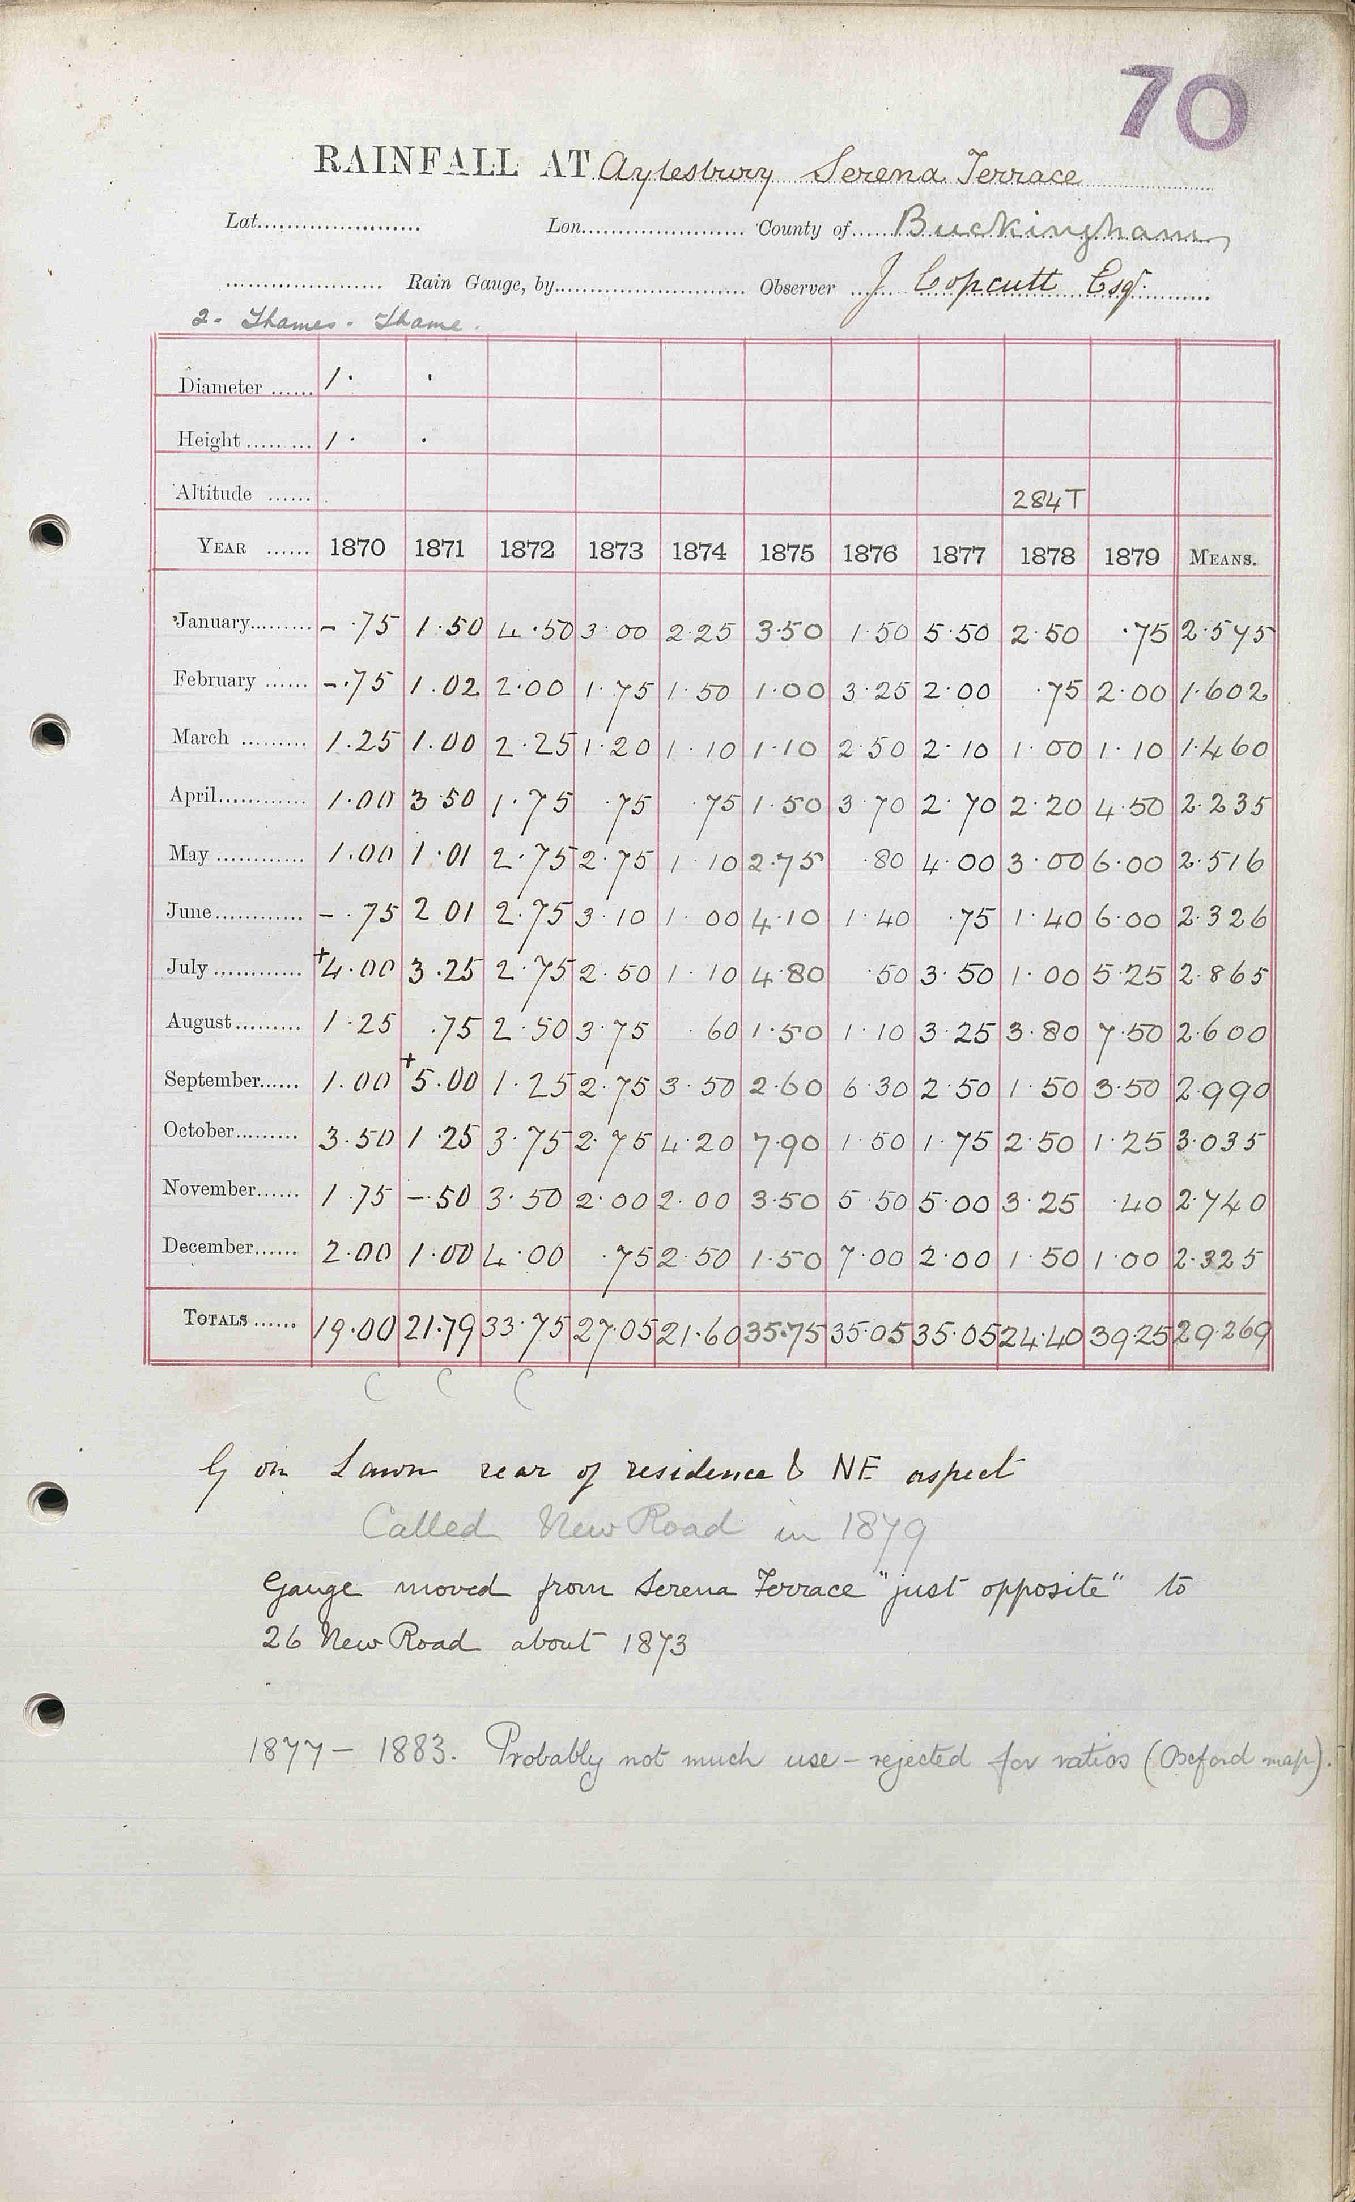 70
RAINFALL AT Aylesbury Serena Terrace
Lat. Lon. County of Buckingham
Rain Gauge, by Observer J Copcutt Esqr
2 - Thames - Thame.
Diameter 1 · ·
Height 1 · ·
Altitude 284T
YEAR 1870 1871 1872 1873 1874 1875 1876 1877 1878 1879 MEANS.
January - .75 1.50 4.50 3.00 2.25 3.50 1.50 5.50 2.50 .75 2.575
February - .75 1.02 2.00 1.75 1.50 1.00 3.25 2.00 .75 2.00 1.602
March 1.25 1.00 2.25 1.20 1.10 1.10 2.50 2.10 1.00 1.10 1.460
April 1.00 3.50 1.75 .75 .75 1.50 3.70 2.70 2.20 4.50 2.235
May 1.00 1.01 2.75 2.75 1.10 2.75 .80 4.00 3.00 6.00 2.516
June - .75 2.01 2.75 3.10 1.00 4.10 1.40 .75 1.40 6.00 2.326
July +4.00 3.25 2.75 2.50 1.10 4.80 .50 3.50 1.00 5.25 2.865
August 1.25 .75 2.50 3.75 .60 1.50 1.10 3.25 3.80 7.50 2.600
September 1.00 +5.00 1.25 2.75 3.50 2.60 6.30 2.50 1.50 3.50 2.990
October 3.50 1.25 3.75 2.75 4.20 7.90 1.50 1.75 2.50 1.25 3.035
November 1.75 - .50 3.50 2.00 2.00 3.50 5.50 5.00 3.25 .40 2.740
December 2.00 1.00 4.00 .75 2.50 1.50 7.00 2.00 1.50 1.00 2.325
TOTALS 19.00 21.79 33.75 27.05 21.60 35.75 35.05 35.05 24.40 39.25 29.269
C C C
G on Lawn rear of residence & NE aspect
Called New Road in 1879
Gauge moved from Serena Terrace "just opposite" to
26 New Road about 1873
1877 - 1883. Probably not much use - rejected for ratios (Oxford map).